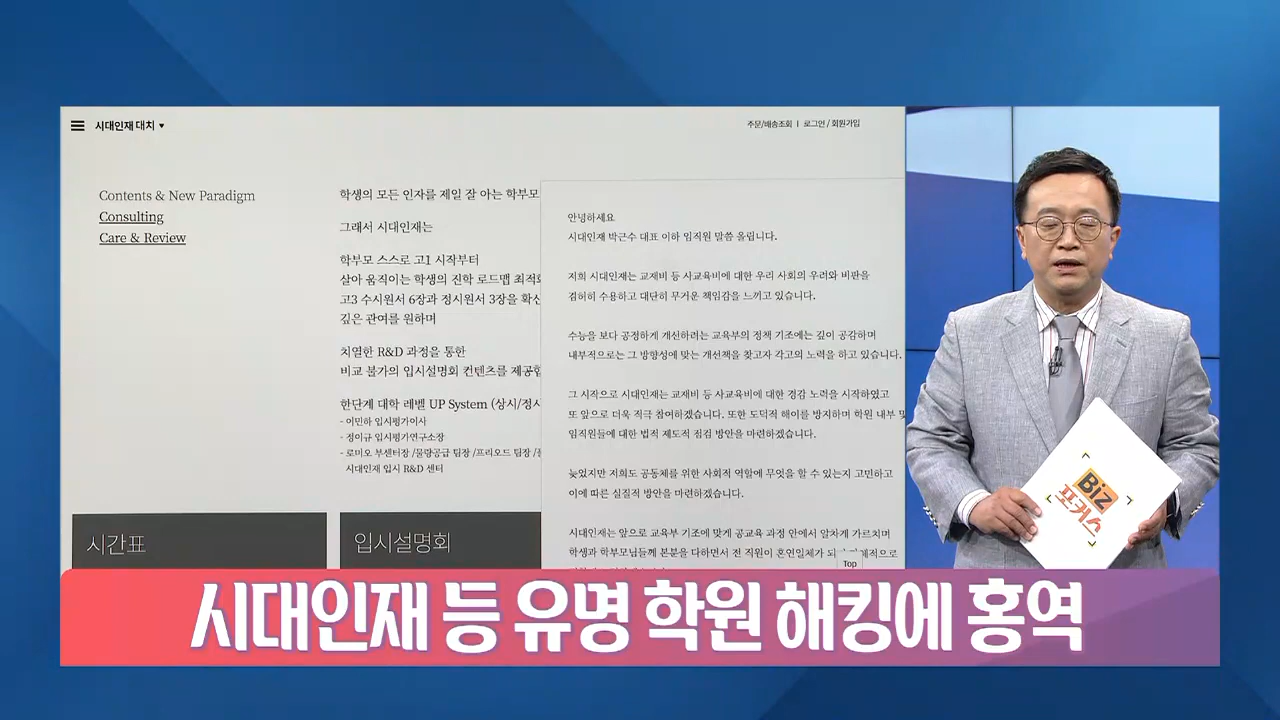 시대인재 대치 ▾
주문/배송조회 | 로그인 / 회원가입
Contents & New Paradigm
Consulting
Care & Review
학생의 모든 인자를 제일 잘 아는 학부모
그래서 시대인재는
학부모 스스로 고1 시작부터
살아 움직이는 학생의 진학 로드맵 최적화
고3 수시원서 6장과 정시원서 3장을 확신
깊은 관여를 원하며
치열한 R&D 과정을 통한
비교 불가의 입시설명회 컨텐츠를 제공합
한단계 대학 레벨 UP System (상시/정시
- 이민하 입시평가이사
- 정이규 입시평가연구소장
- 로미오 부센터장 /물량공급 팀장 /프리오드 팀장
시대인재 입시 R&D 센터
시간표
입시설명회
안녕하세요
시대인재 박근수 대표 이하 임직원 말씀 올립니다.
저희 시대인재는 교재비 등 사교육비에 대한 우리 사회의 우려와 비판을
겸허히 수용하고 대단히 무거운 책임감을 느끼고 있습니다.
수능을 보다 공정하게 개선하려는 교육부의 정책 기조에는 깊이 공감하며
내부적으로는 그 방향성에 맞는 개선책을 찾고자 각고의 노력을 하고 있습니다.
그 시작으로 시대인재는 교재비 등 사교육비에 대한 경감 노력을 시작하였고
또 앞으로 더욱 적극 참여하겠습니다. 또한 도덕적 해이를 방지하며 학원 내부 및
임직원들에 대한 법적 제도적 점검 방안을 마련하겠습니다.
늦었지만 저희도 공동체를 위한 사회적 역할에 무엇을 할 수 있는지 고민하고
이에 따른 실질적 방안을 마련하겠습니다.
시대인재는 앞으로 교육부 기조에 맞게 공교육 과정 안에서 알차게 가르치며
학생과 학부모님들께 본분을 다하면서 전 직원이 혼연일체가 되
Top
Biz
포커스
시대인재 등 유명 학원 해킹에 홍역